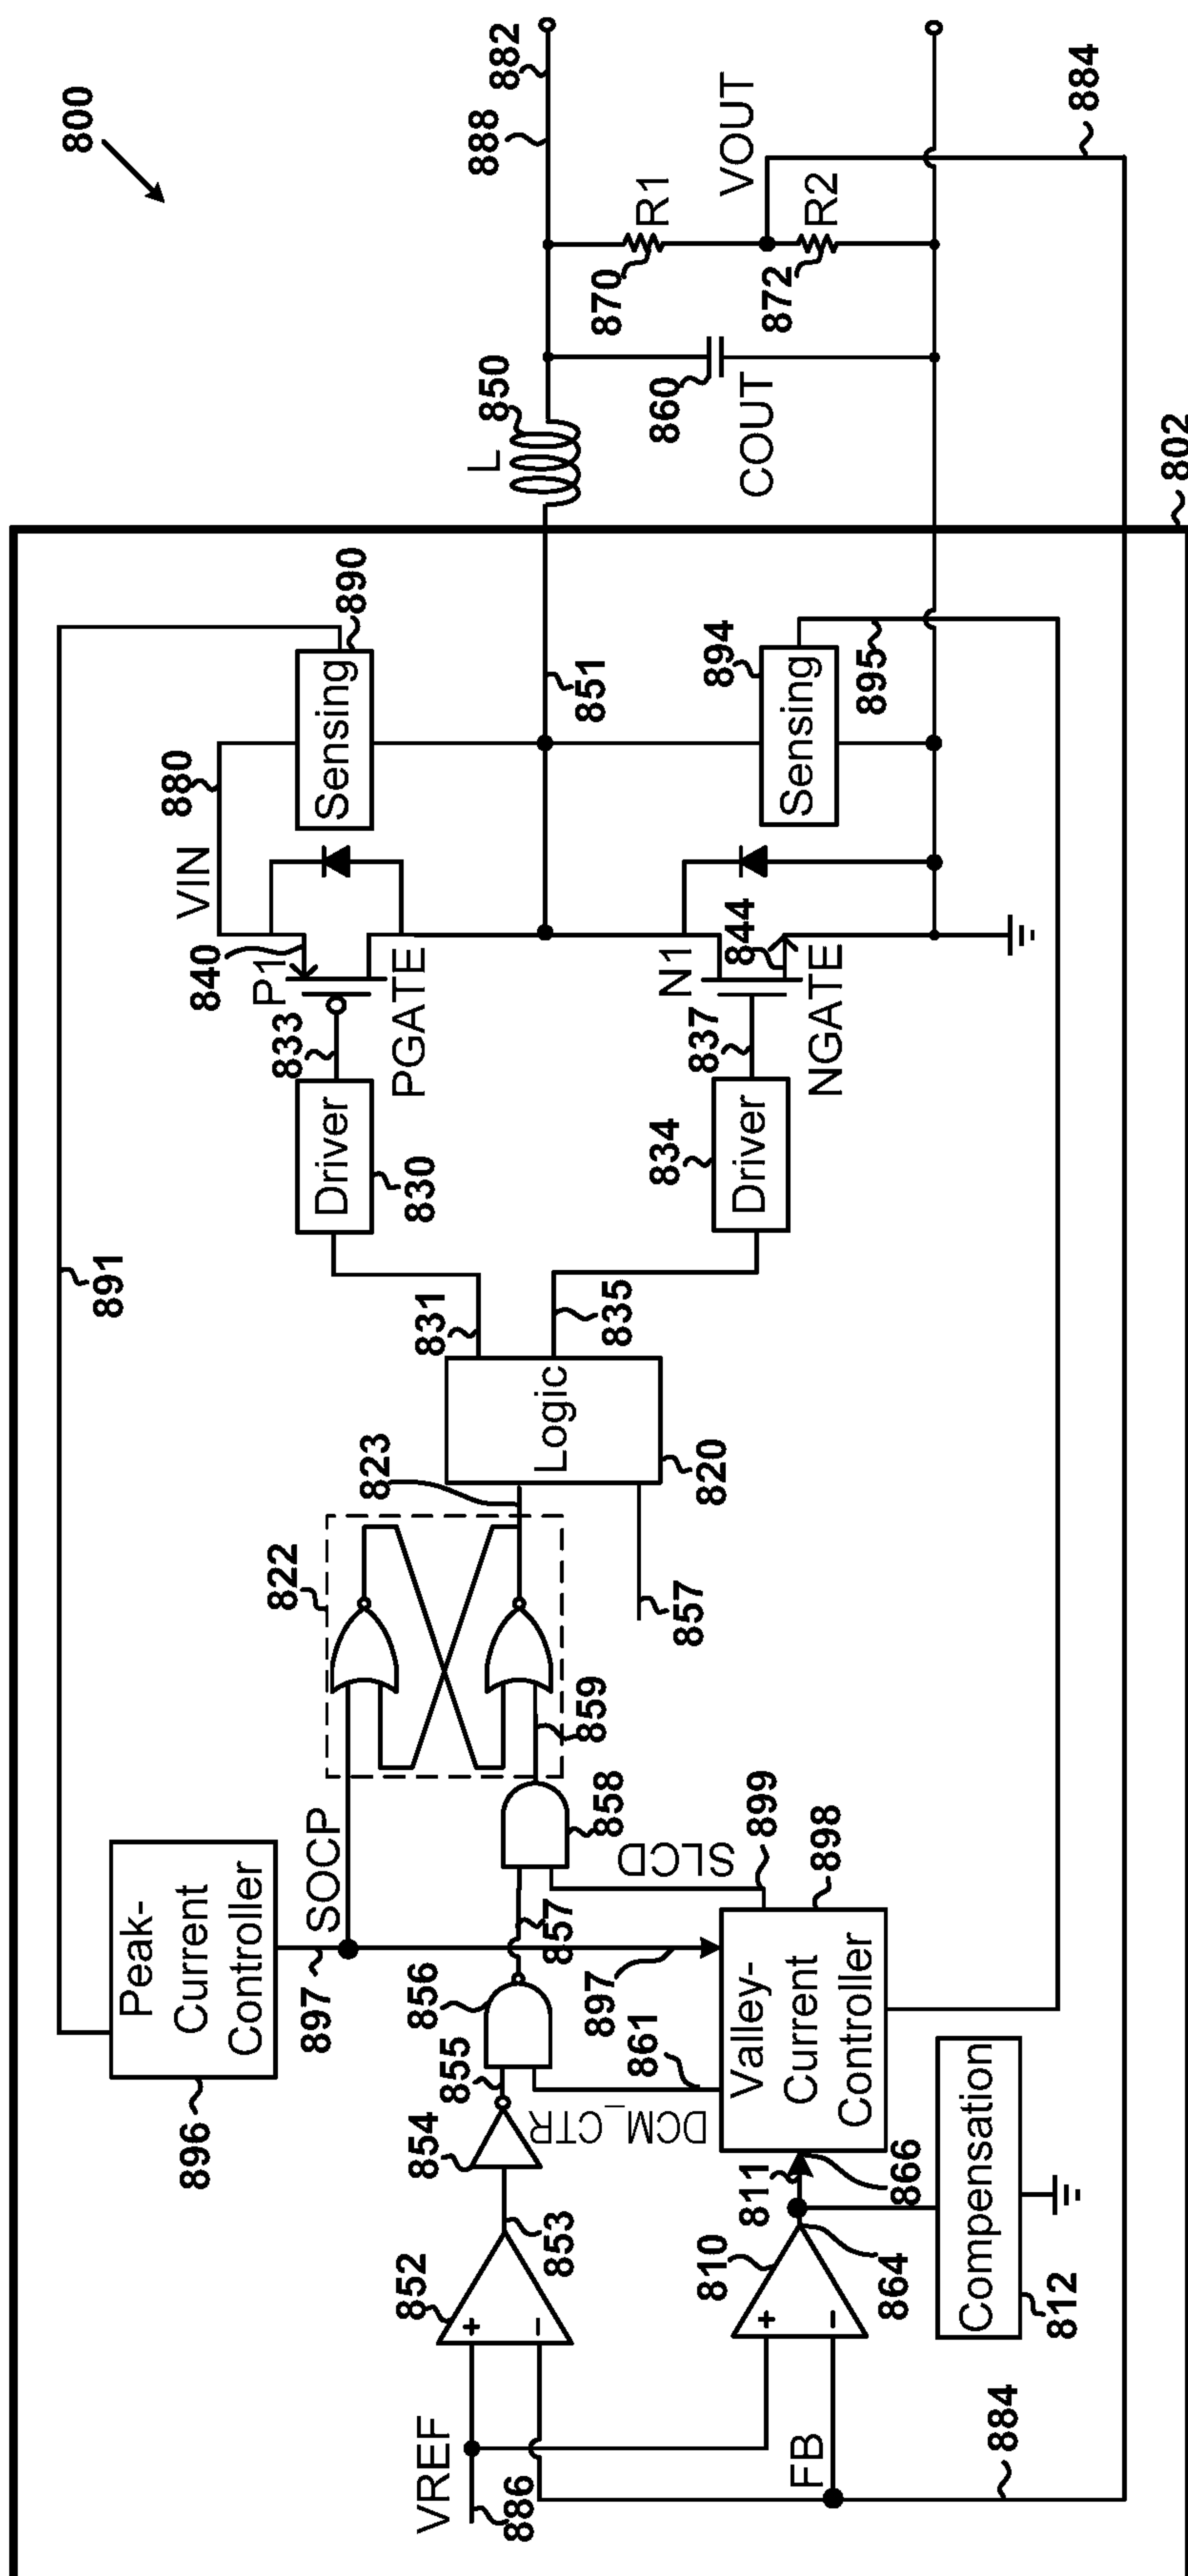 800
802
891
VIN
880
890
Sensing
840
P1
833
PGATE
Driver
830
831
882
888
L
850
851
R1
870
VOUT
872
R2
860
COUT
884
894
Sensing
895
N1
844
NGATE
837
834
Driver
835
Logic
820
823
822
857
859
858
SLCD
899
898
Peak-
Current
Controller
896
SOCP
897
857
897
856
855
861
DCM_CTR
854
853
852
+
−
Valley-
Current
Controller
811
866
810
+
−
864
Compensation
812
VREF
886
FB
884